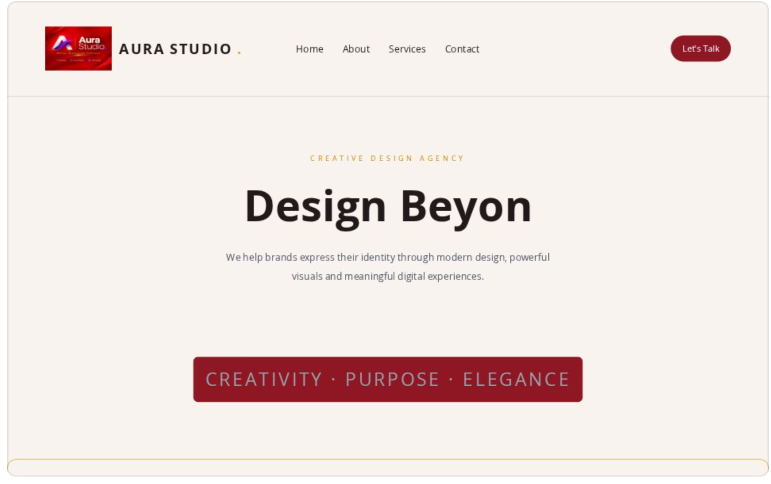 Aura
Studio
AURA STUDIO .
Home
About
Services
Contact
Let's Talk
CREATIVE DESIGN AGENCY
Design Beyon
We help brands express their identity through modern design, powerful
visuals and meaningful digital experiences.
CREATIVITY · PURPOSE · ELEGANCE